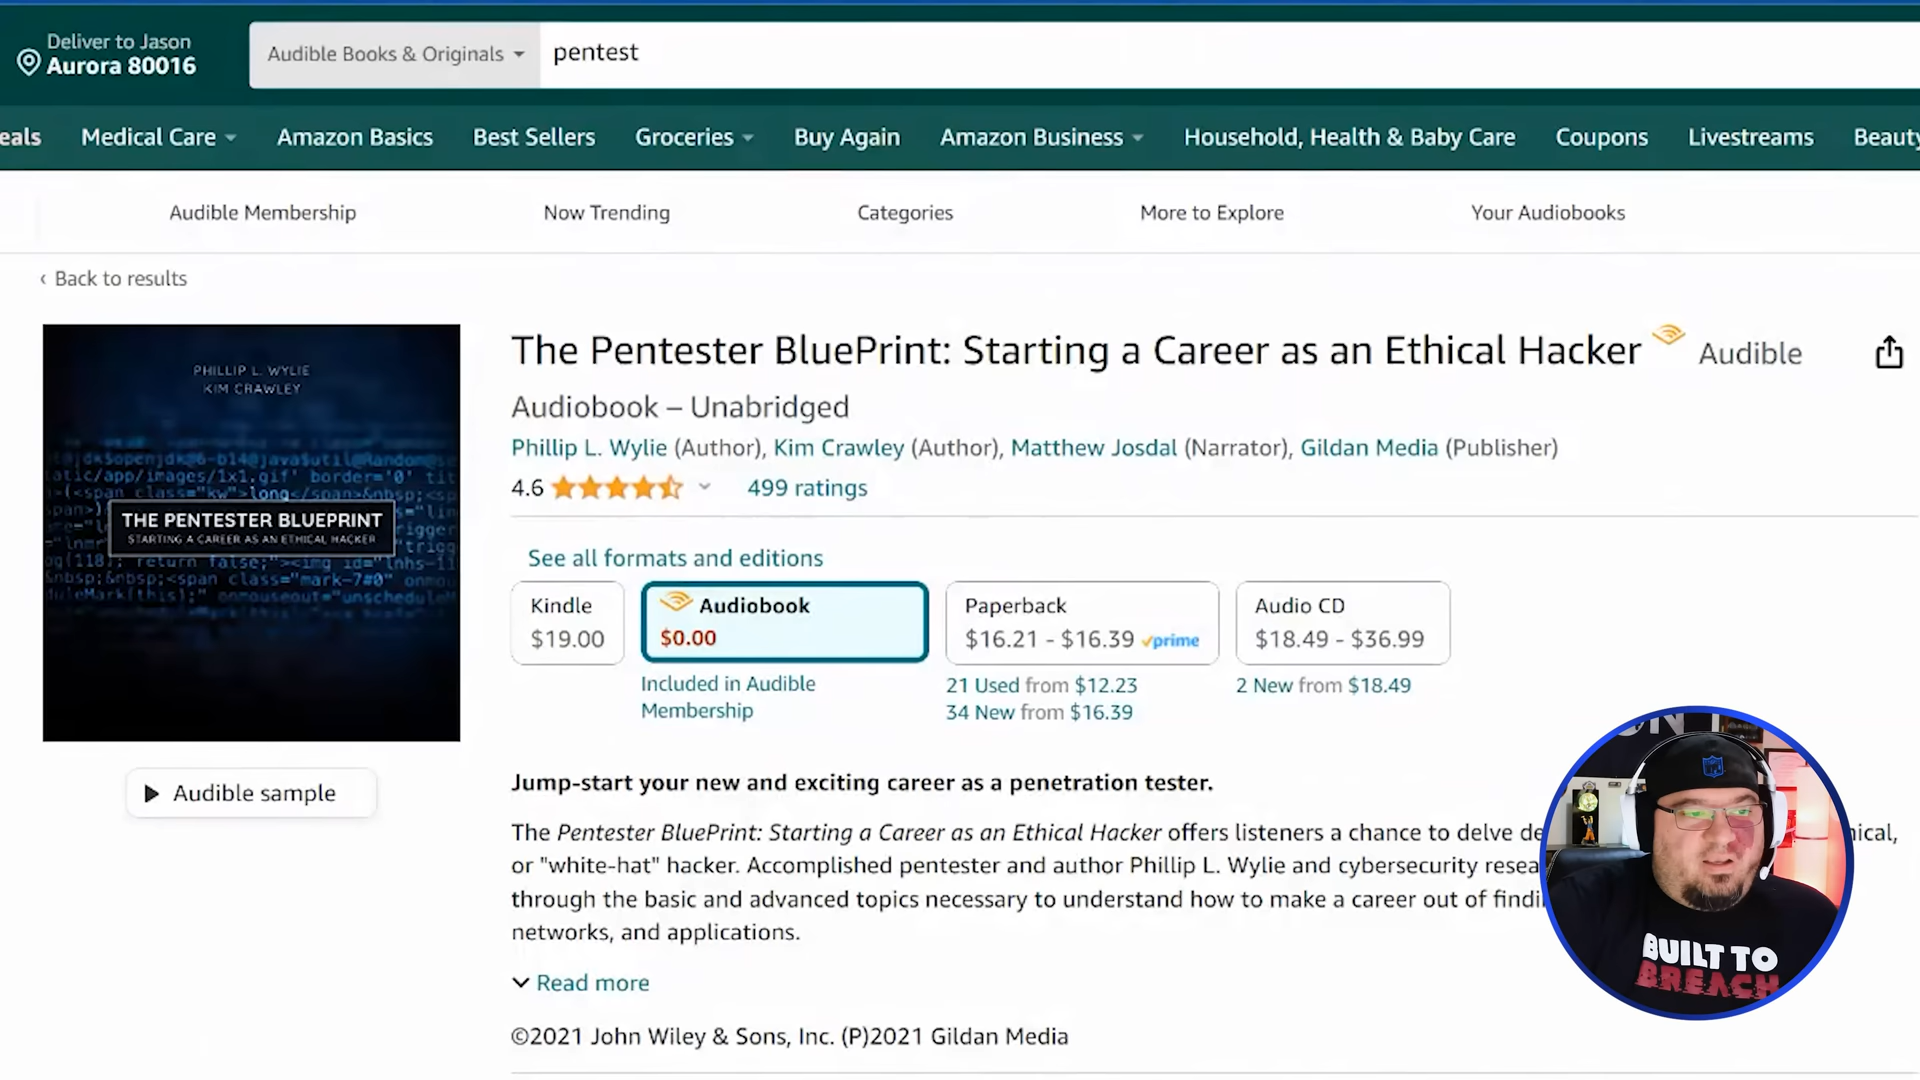 Deliver to Jason
Aurora 80016
Audible Books & Originals
pentest
eals Medical Care Amazon Basics Best Sellers Groceries Buy Again Amazon Business Household, Health & Baby Care Coupons Livestreams Beauty
Audible Membership Now Trending Categories More to Explore Your Audiobooks
‹ Back to results
PHILLIP L. WYLIE
KIM CRAWLEY
THE PENTESTER BLUEPRINT
STARTING A CAREER AS AN ETHICAL HACKER
Audible sample
The Pentester BluePrint: Starting a Career as an Ethical Hacker Audible
Audiobook – Unabridged
Phillip L. Wylie (Author), Kim Crawley (Author), Matthew Josdal (Narrator), Gildan Media (Publisher)
4.6 499 ratings
See all formats and editions
Kindle
$19.00
Audiobook
$0.00
Included in Audible
Membership
Paperback
$16.21 - $16.39 prime
21 Used from $12.23
34 New from $16.39
Audio CD
$18.49 - $36.99
2 New from $18.49
Jump-start your new and exciting career as a penetration tester.
The Pentester BluePrint: Starting a Career as an Ethical Hacker offers listeners a chance to delve de nical,
or "white-hat" hacker. Accomplished pentester and author Phillip L. Wylie and cybersecurity resea
through the basic and advanced topics necessary to understand how to make a career out of findi
networks, and applications.
Read more
©2021 John Wiley & Sons, Inc. (P)2021 Gildan Media
BUILT TO
BREACH